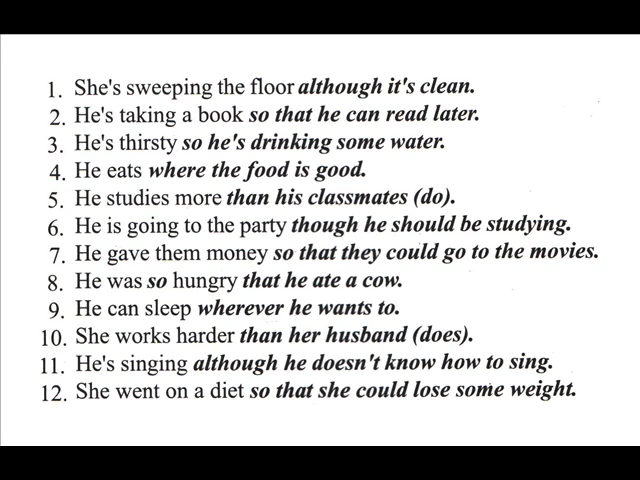 1. She's sweeping the floor although it's clean.
2. He's taking a book so that he can read later.
3. He's thirsty so he's drinking some water.
4. He eats where the food is good.
5. He studies more than his classmates (do).
6. He is going to the party though he should be studying.
7. He gave them money so that they could go to the movies.
8. He was so hungry that he ate a cow.
9. He can sleep wherever he wants to.
10. She works harder than her husband (does).
11. He's singing although he doesn't know how to sing.
12. She went on a diet so that she could lose some weight.